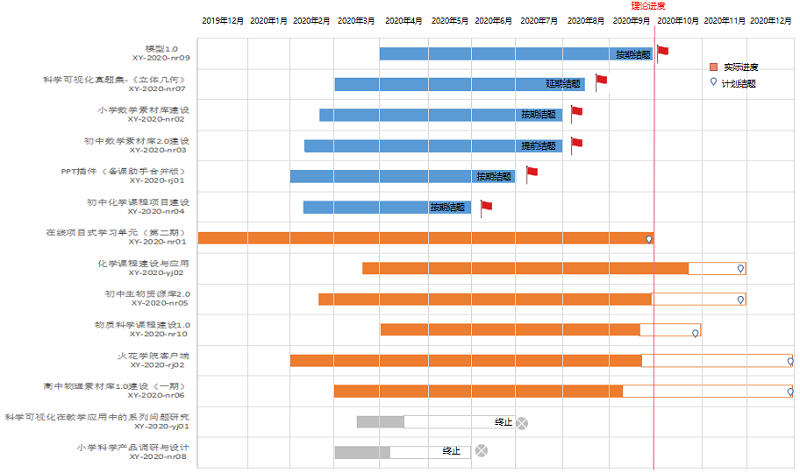 理论进度
2019年12月 2020年1月 2020年2月 2020年3月 2020年4月 2020年5月 2020年6月 2020年7月 2020年8月 2020年9月 2020年10月 2020年11月 2020年12月
模型1.0
XY-2020-nr09
按期结题
实际进度
计划结题
科学可视化真题集-《立体几何》
XY-2020-nr07
延期结题
小学数学素材库建设
XY-2020-nr02
按期结题
初中数学素材库2.0建设
XY-2020-nr03
提前结题
PPT插件（备课助手合并版）
XY-2020-rj01
按期结题
初中化学课程项目建设
XY-2020-nr04
按期结题
在线项目式学习单元（第二期）
XY-2020-nr01
化学课程建设与应用
XY-2020-yj02
初中生物资源库2.0
XY-2020-nr05
物质科学课程建设1.0
XY-2020-nr10
火花学院客户端
XY-2020-rj02
高中物理素材库1.0建设（一期）
XY-2020-nr06
科学可视化在教学应用中的系列问题研究
XY-2020-yj01
终止
小学科学产品调研与设计
XY-2020-nr08
终止